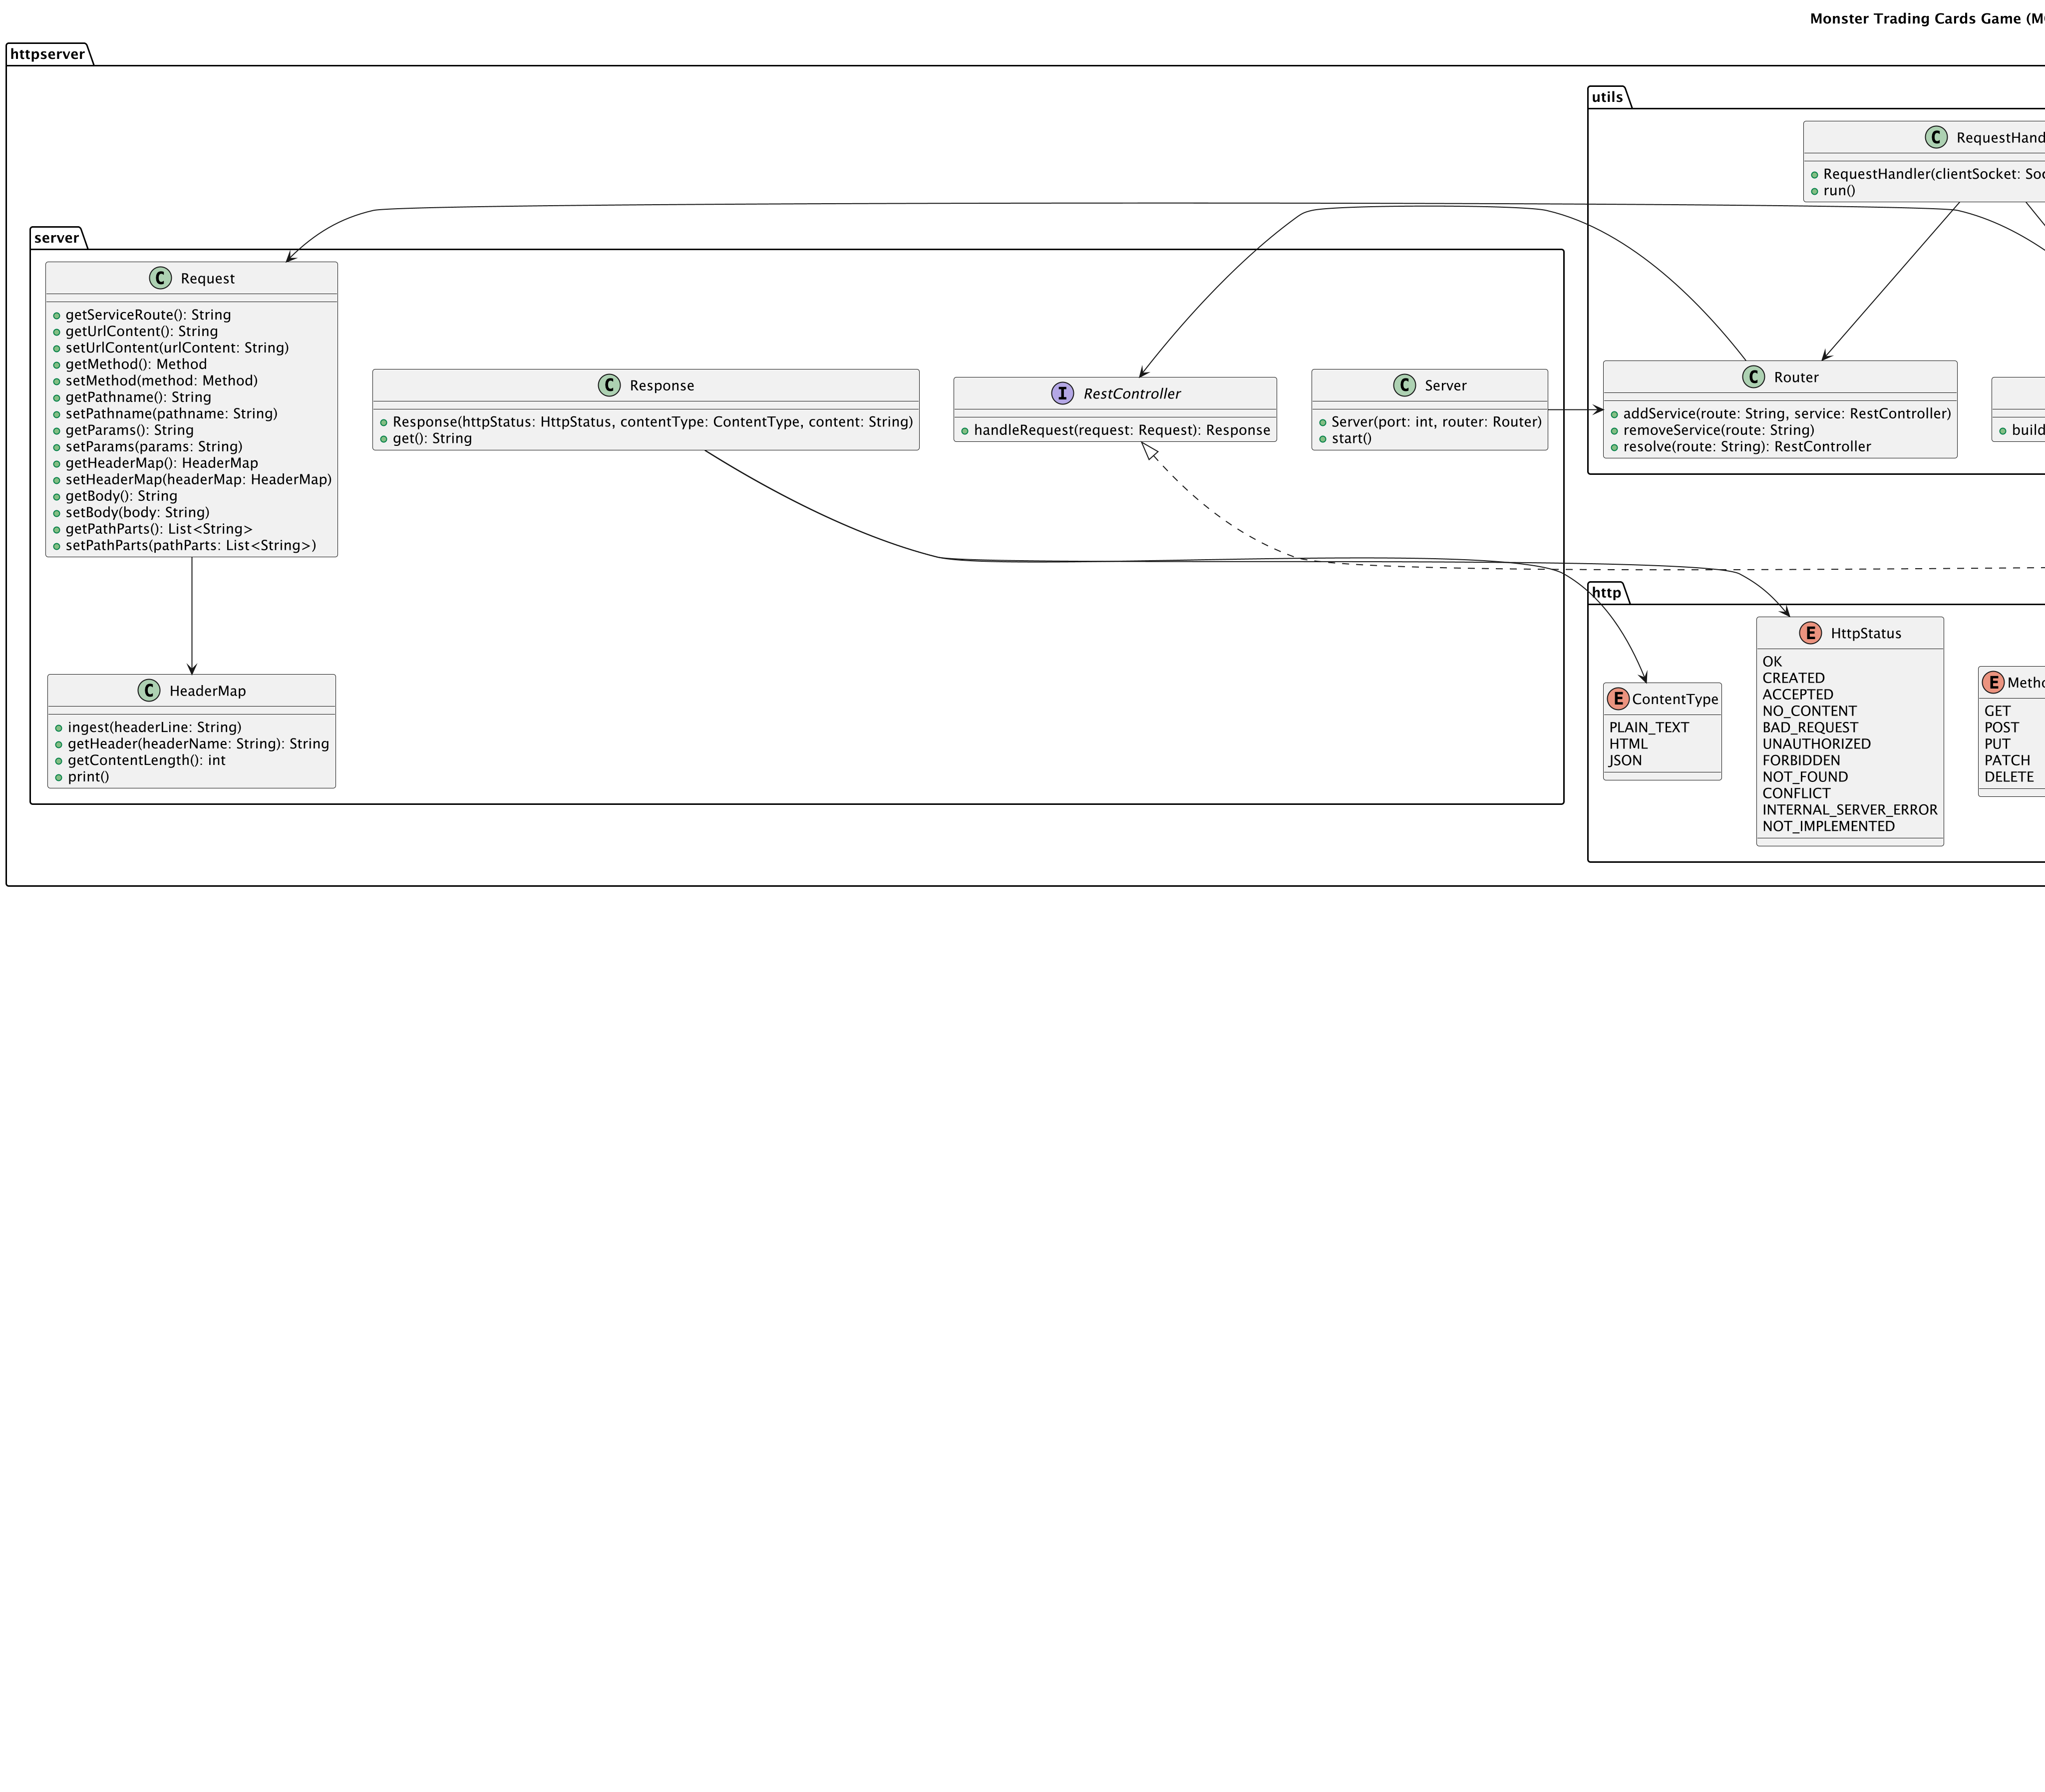 Monster Trading Cards Game (M
httpserver
utils
RequestHand
RequestHandler(clientSocket: Soc
run()
server
Request
getServiceRoute(): String
getUrlContent(): String
setUrlContent(urlContent: String)
getMethod(): Method
setMethod(method: Method)
getPathname(): String
setPathname(pathname: String)
getParams(): String
setParams(params: String)
getHeaderMap(): HeaderMap
setHeaderMap(headerMap: HeaderMap)
getBody(): String
setBody(body: String)
getPathParts(): List<String>
setPathParts(pathParts: List<String>)
Response
Response(httpStatus: HttpStatus, contentType: ContentType, content: String)
get(): String
RestController
handleRequest(request: Request): Response
Server
Server(port: int, router: Router)
start()
Router
addService(route: String, service: RestController)
removeService(route: String)
resolve(route: String): RestController
build
HeaderMap
ingest(headerLine: String)
getHeader(headerName: String): String
getContentLength(): int
print()
http
ContentType
PLAIN_TEXT
HTML
JSON
HttpStatus
OK
CREATED
ACCEPTED
NO_CONTENT
BAD_REQUEST
UNAUTHORIZED
FORBIDDEN
NOT_FOUND
CONFLICT
INTERNAL_SERVER_ERROR
NOT_IMPLEMENTED
Metho
GET
POST
PUT
PATCH
DELETE